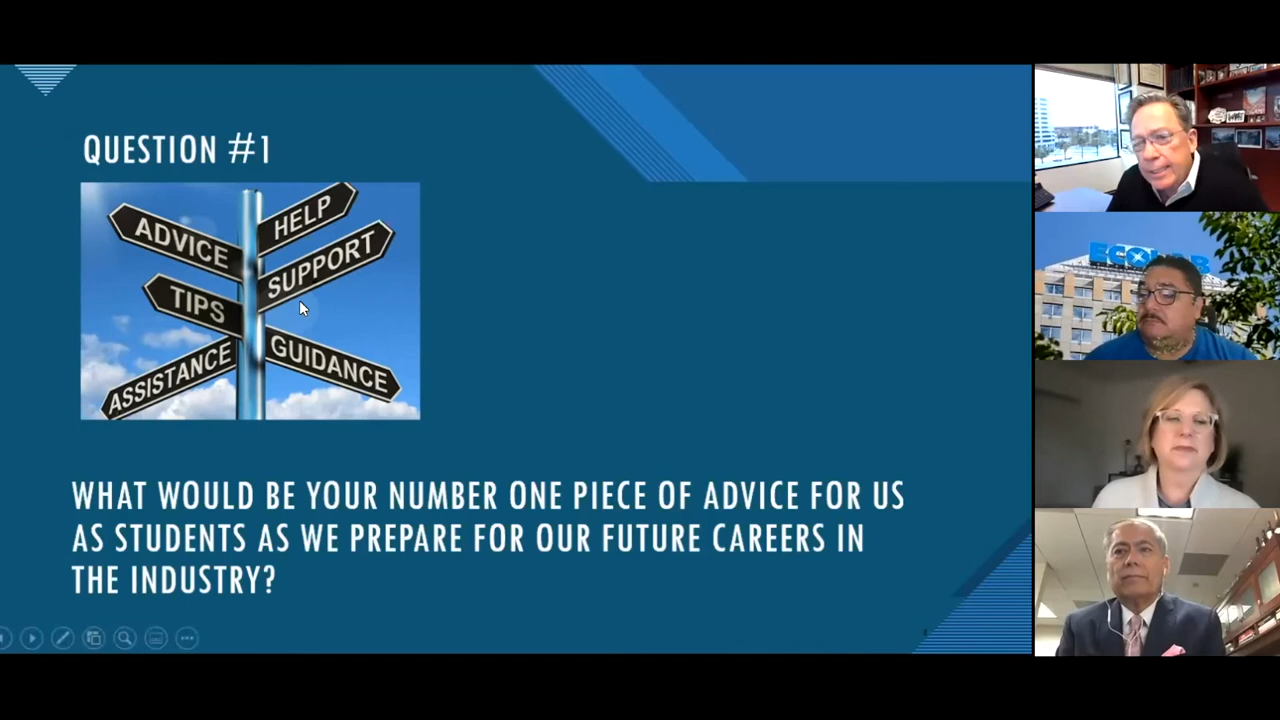 QUESTION #1
ADVICE
HELP
SUPPORT
TIPS
GUIDANCE
ASSISTANCE
WHAT WOULD BE YOUR NUMBER ONE PIECE OF ADVICE FOR US
AS STUDENTS AS WE PREPARE FOR OUR FUTURE CAREERS IN
THE INDUSTRY?
ECOLAB